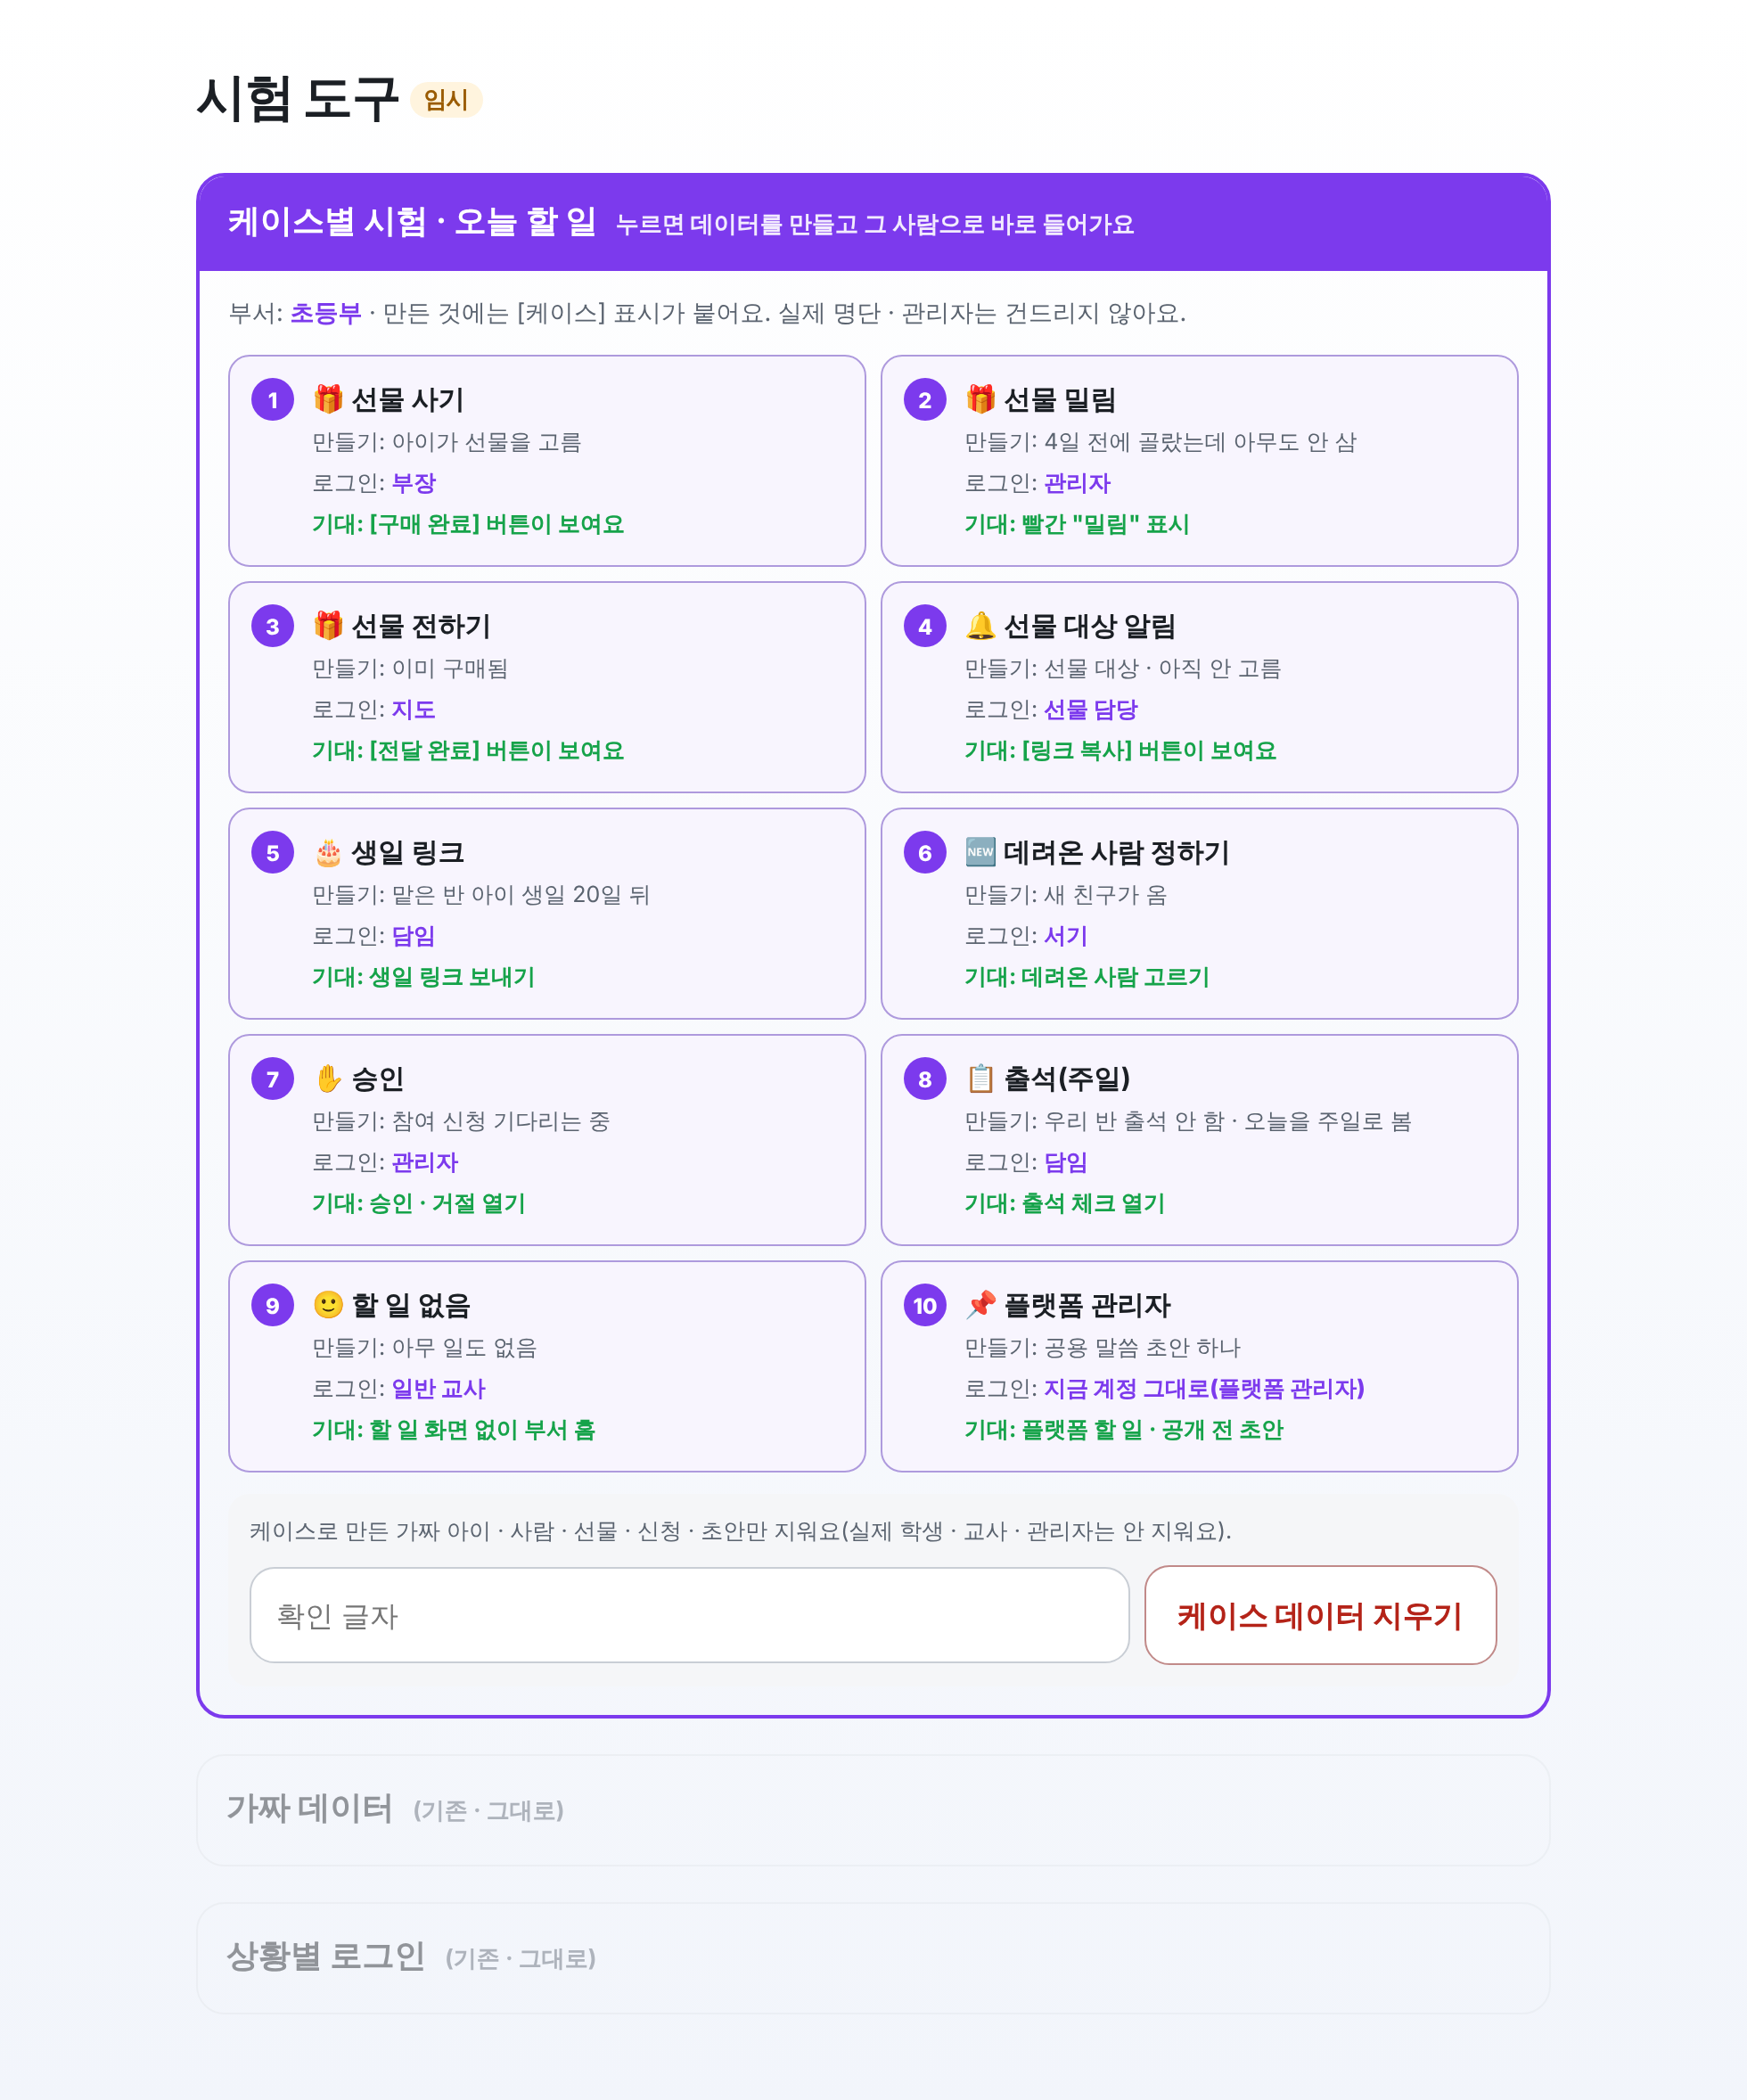 시험 도구 임시
케이스별 시험 · 오늘 할 일 누르면 데이터를 만들고 그 사람으로 바로 들어가요
부서: 초등부 · 만든 것에는 [케이스] 표시가 붙어요. 실제 명단 · 관리자는 건드리지 않아요.
1 🎁 선물 사기
만들기: 아이가 선물을 고름
로그인: 부장
기대: [구매 완료] 버튼이 보여요
2 🎁 선물 밀림
만들기: 4일 전에 골랐는데 아무도 안 삼
로그인: 관리자
기대: 빨간 "밀림" 표시
3 🎁 선물 전하기
만들기: 이미 구매됨
로그인: 지도
기대: [전달 완료] 버튼이 보여요
4 🔔 선물 대상 알림
만들기: 선물 대상 · 아직 안 고름
로그인: 선물 담당
기대: [링크 복사] 버튼이 보여요
5 🎂 생일 링크
만들기: 맡은 반 아이 생일 20일 뒤
로그인: 담임
기대: 생일 링크 보내기
6 🆕 데려온 사람 정하기
만들기: 새 친구가 옴
로그인: 서기
기대: 데려온 사람 고르기
7 ✋ 승인
만들기: 참여 신청 기다리는 중
로그인: 관리자
기대: 승인 · 거절 열기
8 📋 출석(주일)
만들기: 우리 반 출석 안 함 · 오늘을 주일로 봄
로그인: 담임
기대: 출석 체크 열기
9 🙂 할 일 없음
만들기: 아무 일도 없음
로그인: 일반 교사
기대: 할 일 화면 없이 부서 홈
10 📌 플랫폼 관리자
만들기: 공용 말씀 초안 하나
로그인: 지금 계정 그대로(플랫폼 관리자)
기대: 플랫폼 할 일 · 공개 전 초안
케이스로 만든 가짜 아이 · 사람 · 선물 · 신청 · 초안만 지워요(실제 학생 · 교사 · 관리자는 안 지워요).
확인 글자
케이스 데이터 지우기
가짜 데이터 (기존 · 그대로)
상황별 로그인 (기존 · 그대로)